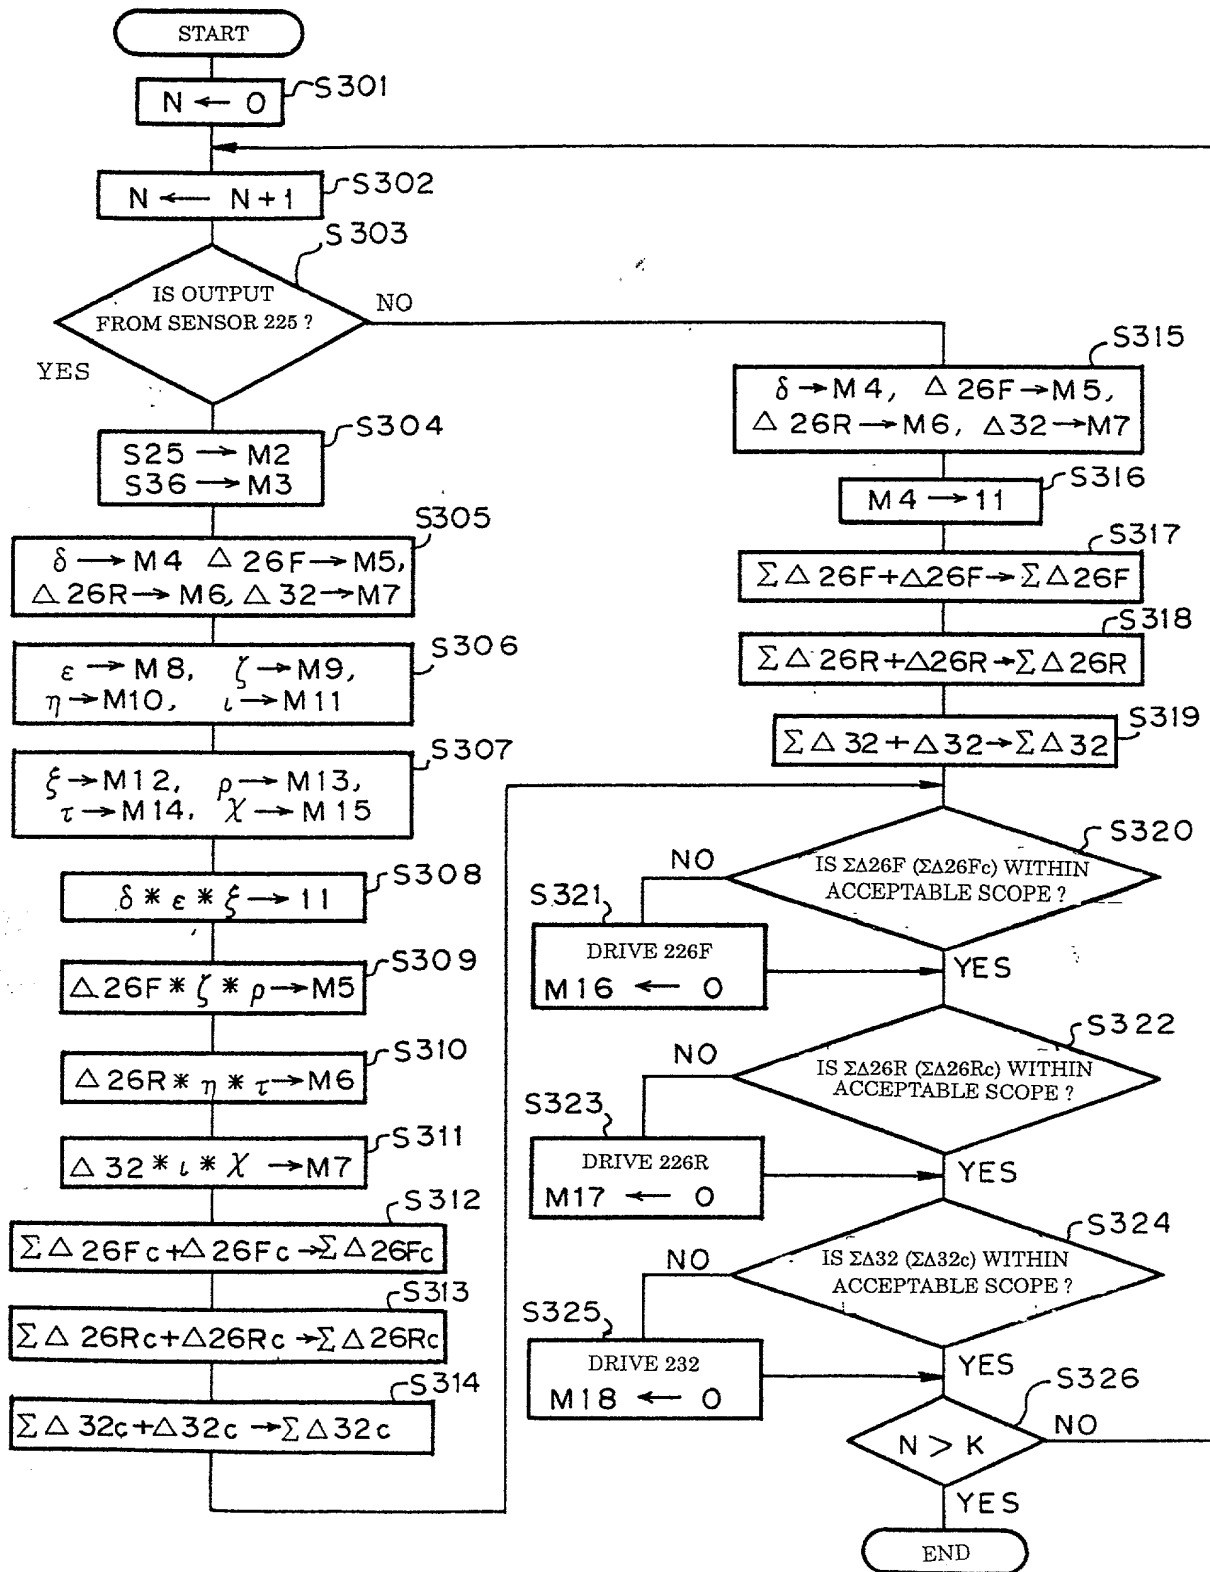 START
N ← 0
S301
N ← N+1
S302
S303
IS OUTPUT
FROM SENSOR 225 ?
NO
YES
S304
S25 → M2
S36 → M3
S305
δ → M4 △26F → M5,
△26R → M6, △32 → M7
S306
ε → M8, ζ → M9,
η → M10, ι → M11
S307
ξ → M12, ρ → M13,
τ → M14, χ → M15
S308
δ * ε * ξ → 11
S309
△26F * ζ * ρ → M5
S310
△26R * η * τ → M6
S311
△32 * ι * χ → M7
S312
Σ△26Fc+△26Fc → Σ△26Fc
S313
Σ△26Rc+△26Rc → Σ△26Rc
S314
Σ△32c+△32c → Σ△32c
S315
δ → M4, △26F → M5,
△26R → M6, △32 → M7
S316
M4 → 11
S317
Σ△26F+△26F → Σ△26F
S318
Σ△26R+△26R → Σ△26R
S319
Σ△32+△32 → Σ△32
S320
IS ΣΔ26F (ΣΔ26Fc) WITHIN
ACCEPTABLE SCOPE ?
NO
S321
DRIVE 226F
M16 ← 0
YES
S322
IS ΣΔ26R (ΣΔ26Rc) WITHIN
ACCEPTABLE SCOPE ?
NO
S323
DRIVE 226R
M17 ← 0
YES
S324
IS ΣΔ32 (ΣΔ32c) WITHIN
ACCEPTABLE SCOPE ?
NO
S325
DRIVE 232
M18 ← 0
YES
S326
N > K
NO
YES
END